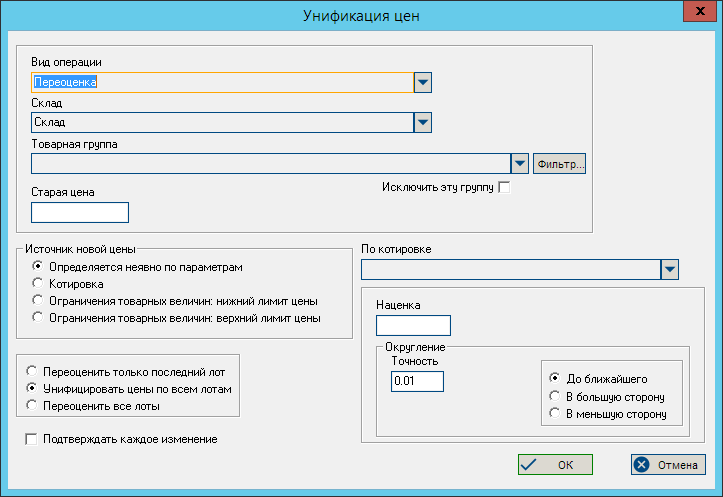 Унификация цен
x
Вид операции
Переоценка
Склад
Склад
Товарная группа
Фильтр...
Исключить эту группу
Старая цена
Источник новой цены
Определяется неявно по параметрам
Котировка
Ограничения товарных величин: нижний лимит цены
Ограничения товарных величин: верхний лимит цены
По котировке
Наценка
Округление
Точность
0.01
До ближайшего
В большую сторону
В меньшую сторону
Переоценить только последний лот
Унифицировать цены по всем лотам
Переоценить все лоты
Подтверждать каждое изменение
OK
Отмена